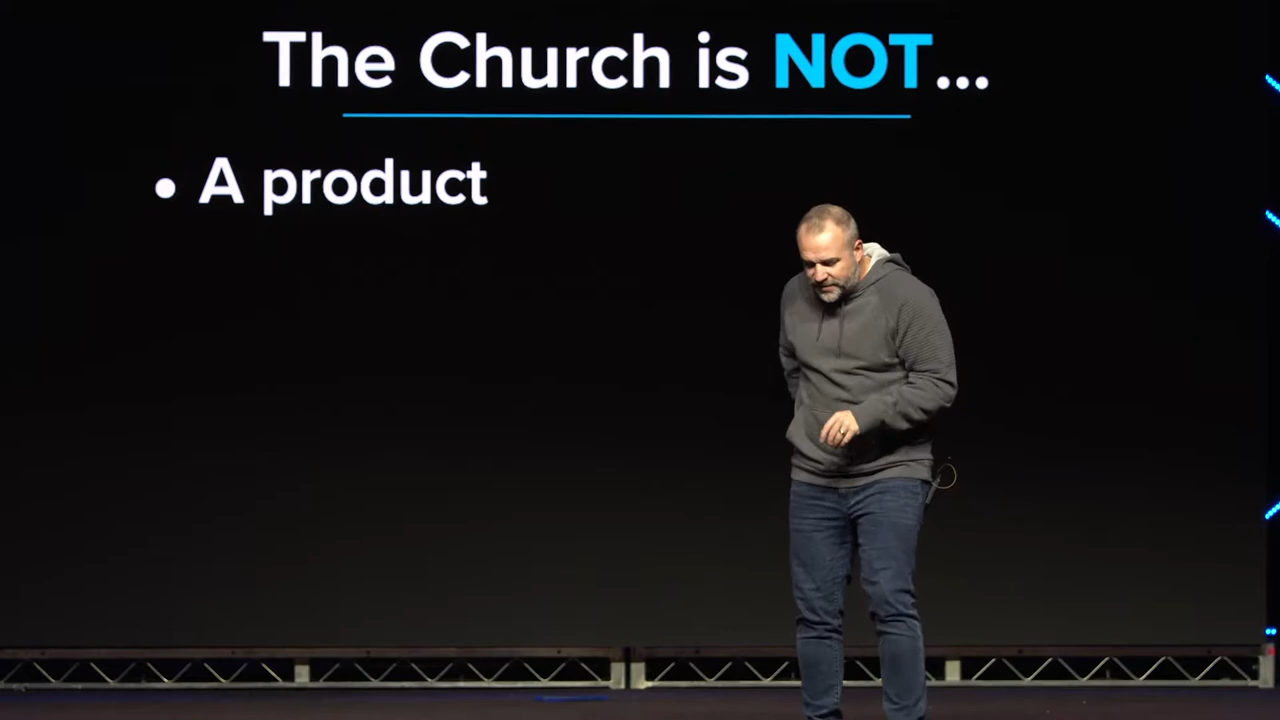 The Church is NOT...
• A product